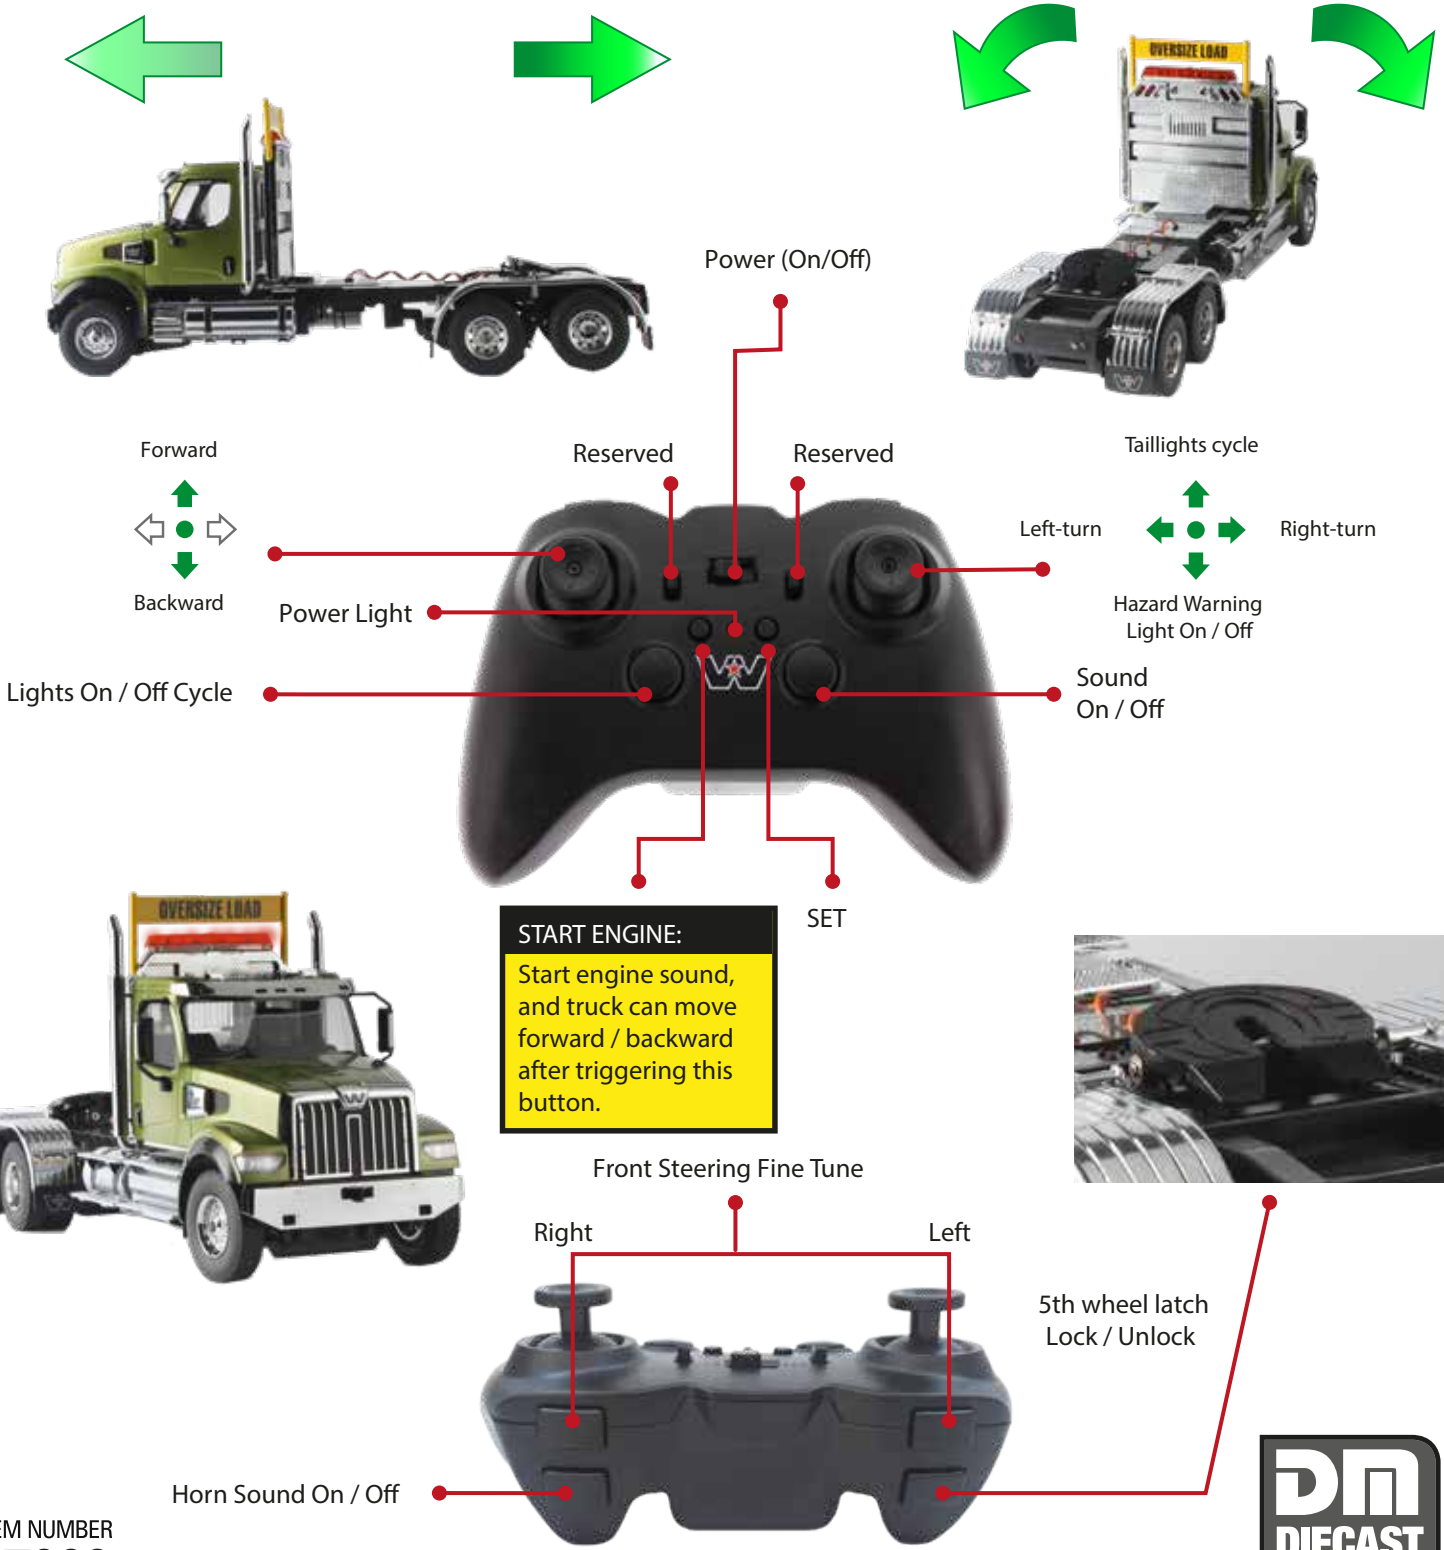 OVERSIZE LOAD
Power (On/Off)
Forward
Reserved
Reserved
Taillights cycle
Left-turn
Right-turn
Backward
Power Light
Hazard Warning
Light On / Off
Lights On / Off Cycle
Sound
On / Off
OVERSIZE LOAD
START ENGINE:
SET
Start engine sound,
and truck can move
forward / backward
after triggering this
button.
Front Steering Fine Tune
Right
Left
5th wheel latch
Lock / Unlock
Horn Sound On / Off
EM NUMBER
DM
DIECAST